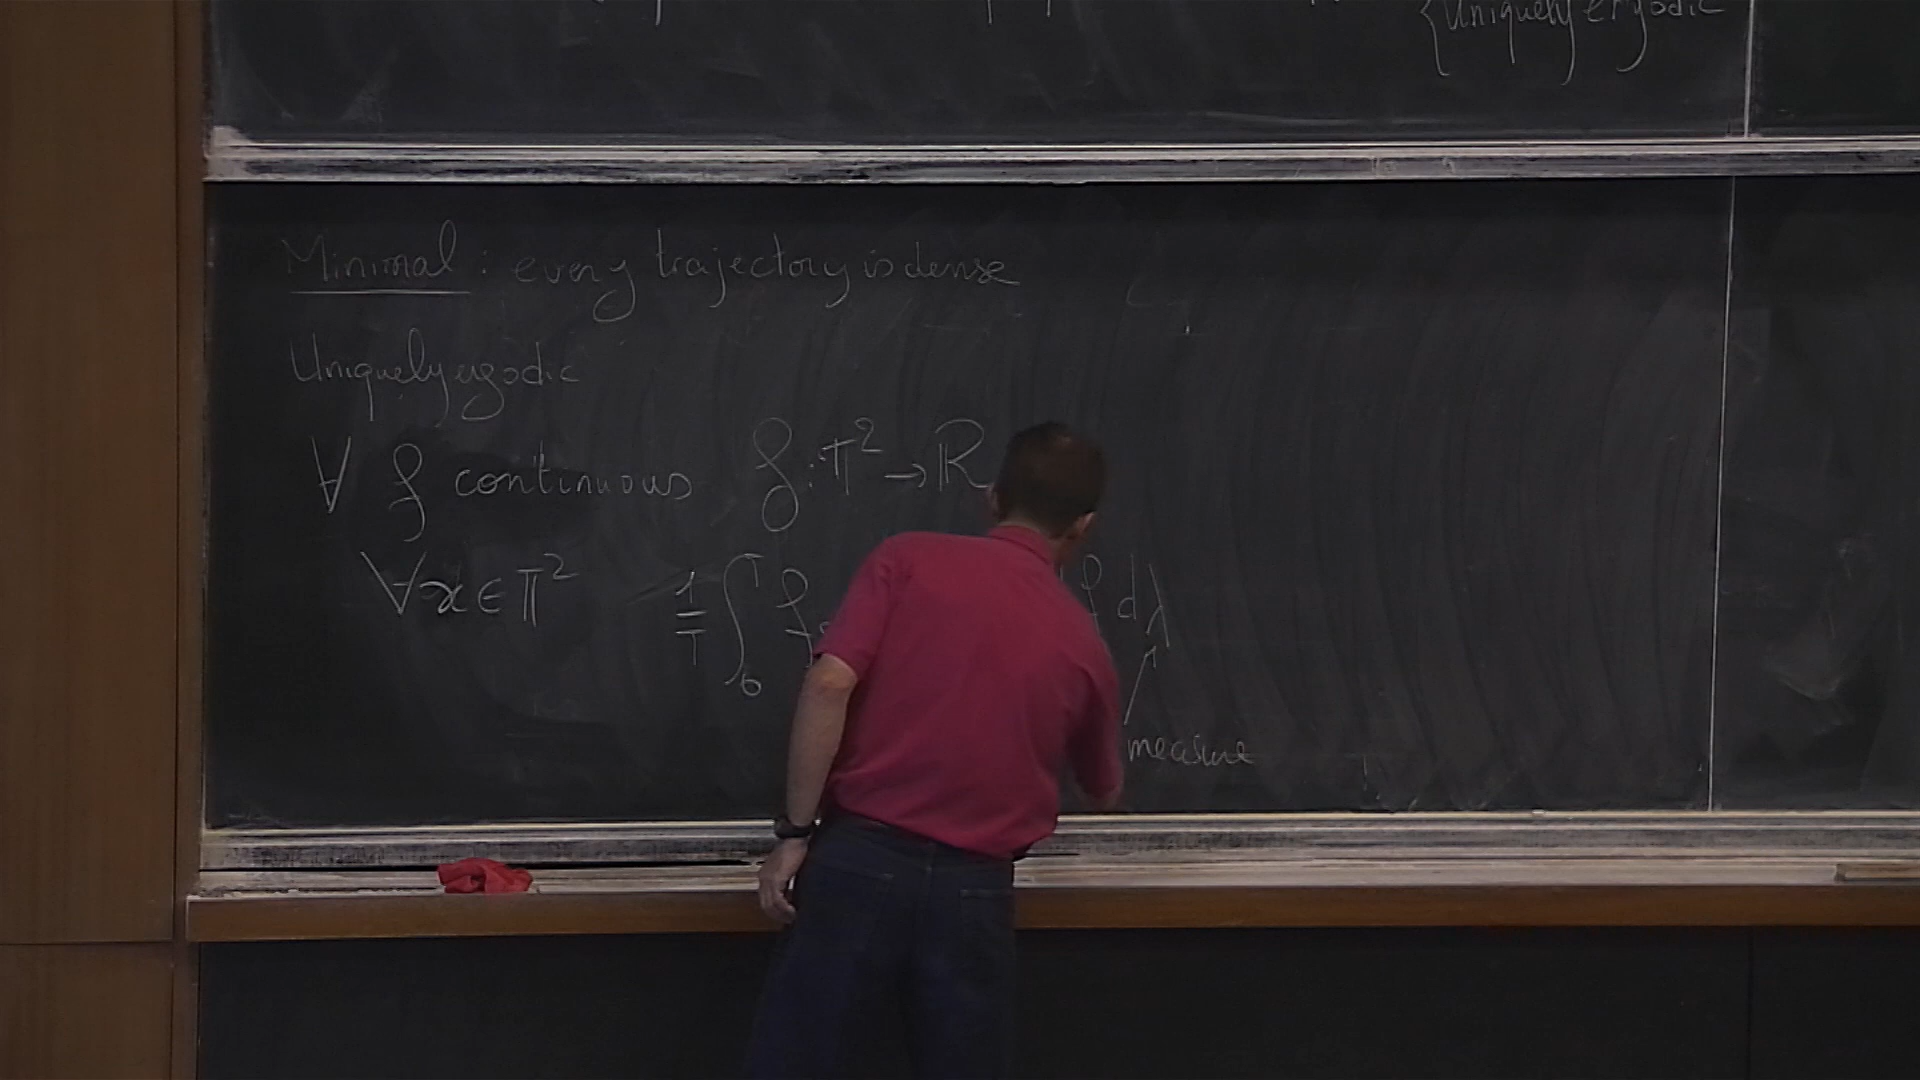 {Uniquely ergodic
Minimal : every trajectory is dense
Uniquely ergodic
∀ f continuous f : 𝕋² → ℝ
∀x ∈ 𝕋² 1/T ∫₀ᵀ f f dλ
measure